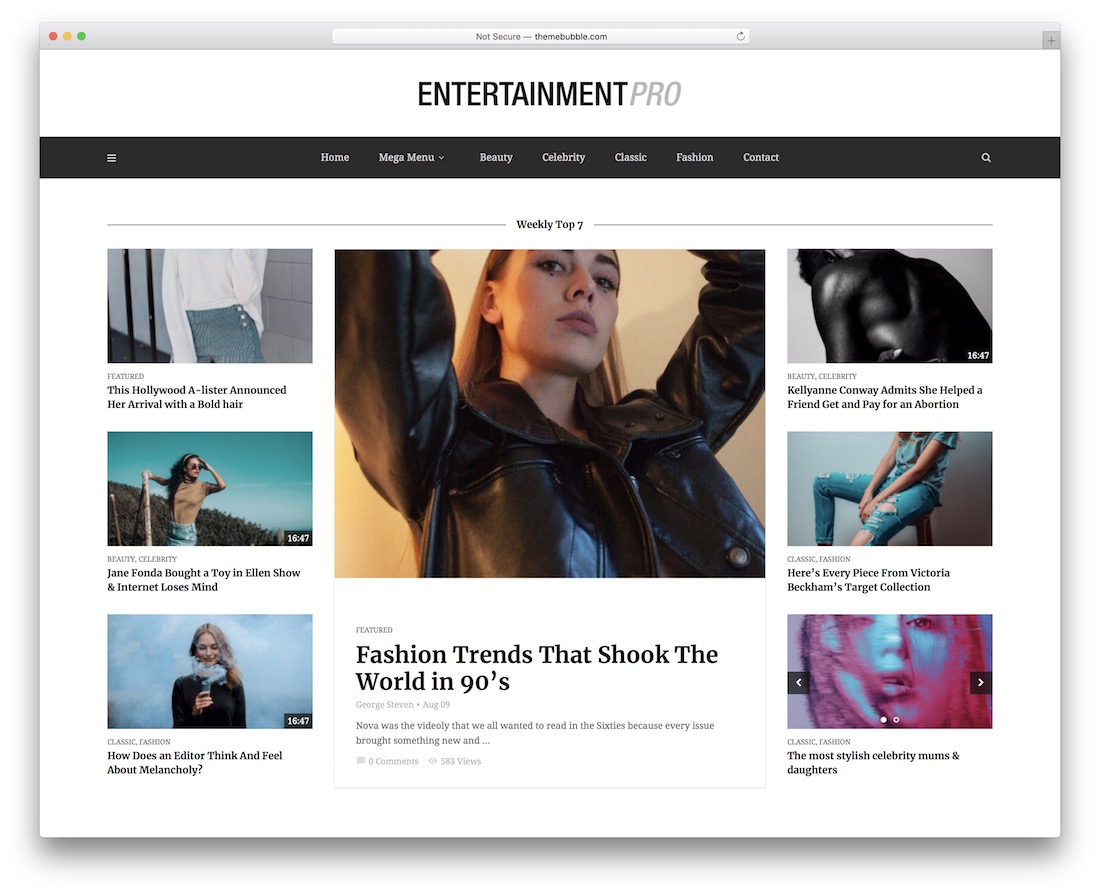 Not Secure — themebubble.com
ENTERTAINMENTPRO
Home Mega Menu Beauty Celebrity Classic Fashion Contact
Weekly Top 7
FEATURED
This Hollywood A-lister Announced
Her Arrival with a Bold hair
16:47
BEAUTY, CELEBRITY
Jane Fonda Bought a Toy in Ellen Show
& Internet Loses Mind
16:47
CLASSIC, FASHION
How Does an Editor Think And Feel
About Melancholy?
FEATURED
Fashion Trends That Shook The
World in 90’s
George Steven • Aug 09
Nova was the videoly that we all wanted to read in the Sixties because every issue
brought something new and ...
0 Comments 583 Views
16:47
BEAUTY, CELEBRITY
Kellyanne Conway Admits She Helped a
Friend Get and Pay for an Abortion
CLASSIC, FASHION
Here’s Every Piece From Victoria
Beckham’s Target Collection
CLASSIC, FASHION
The most stylish celebrity mums &
daughters